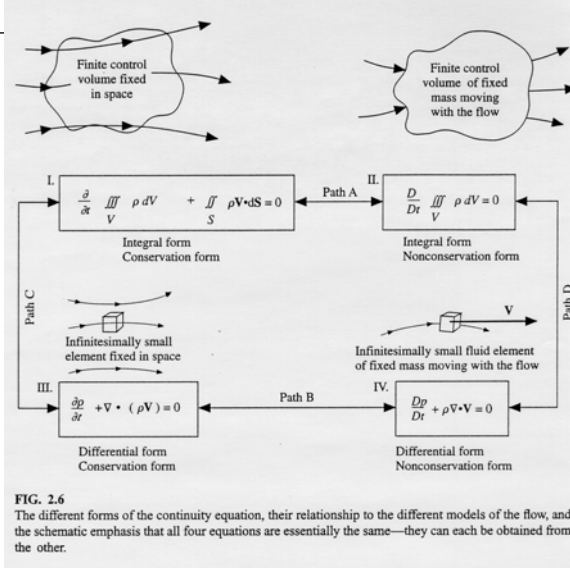 Finite control
volume fixed
in space
Finite control
volume of fixed
mass moving
with the flow
I.
∂/∂t ∭_V ρ dV + ∬_S ρV•dS = 0
Path A
II.
D/Dt ∭_V ρ dV = 0
Integral form
Conservation form
Integral form
Nonconservation form
Path C
Path D
Infinitesimally small
element fixed in space
V
Infinitesimally small fluid element
of fixed mass moving with the flow
III.
∂ρ/∂t + ∇ • (ρV) = 0
Path B
IV.
Dρ/Dt + ρ∇•V = 0
Differential form
Conservation form
Differential form
Nonconservation form
FIG. 2.6
The different forms of the continuity equation, their relationship to the different models of the flow, and
the schematic emphasis that all four equations are essentially the same—they can each be obtained from
the other.